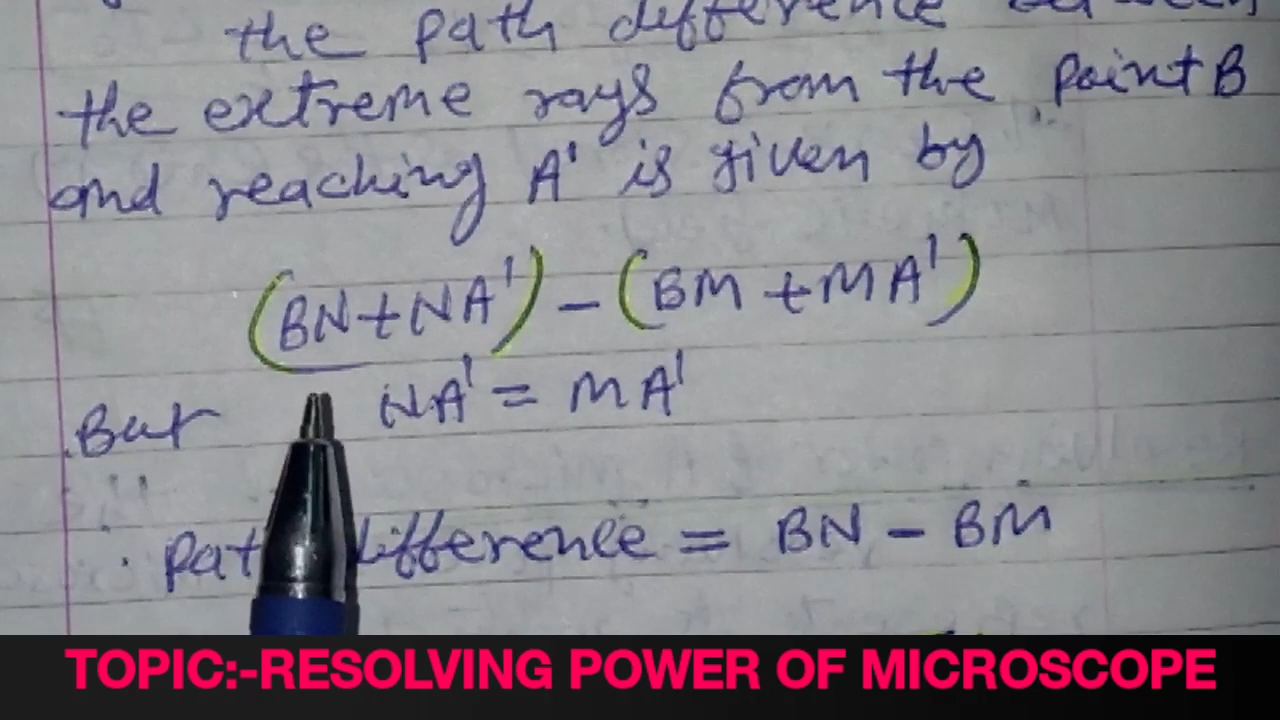 the path difference between
the extreme rays from the point B
and reaching A' is given by
(BN+NA') - (BM +MA')
But NA' = MA'
∴ path difference = BN - BM
TOPIC:-RESOLVING POWER OF MICROSCOPE